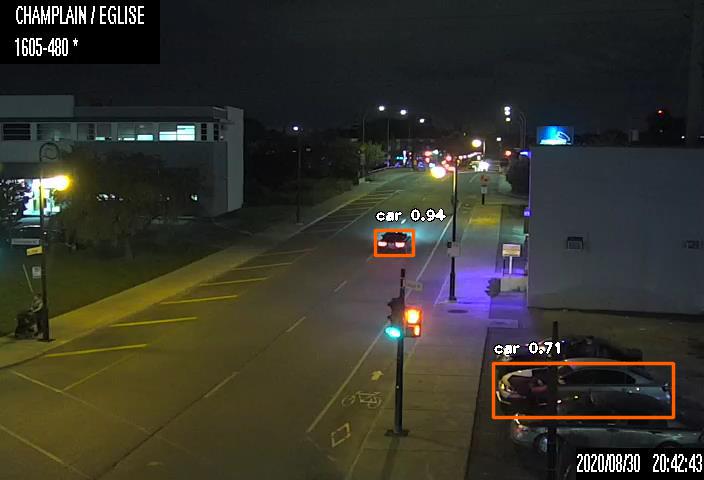 CHAMPLAIN / EGLISE
1605-480 *
car 0.94
car 0.71
2020/08/30 20:42:43